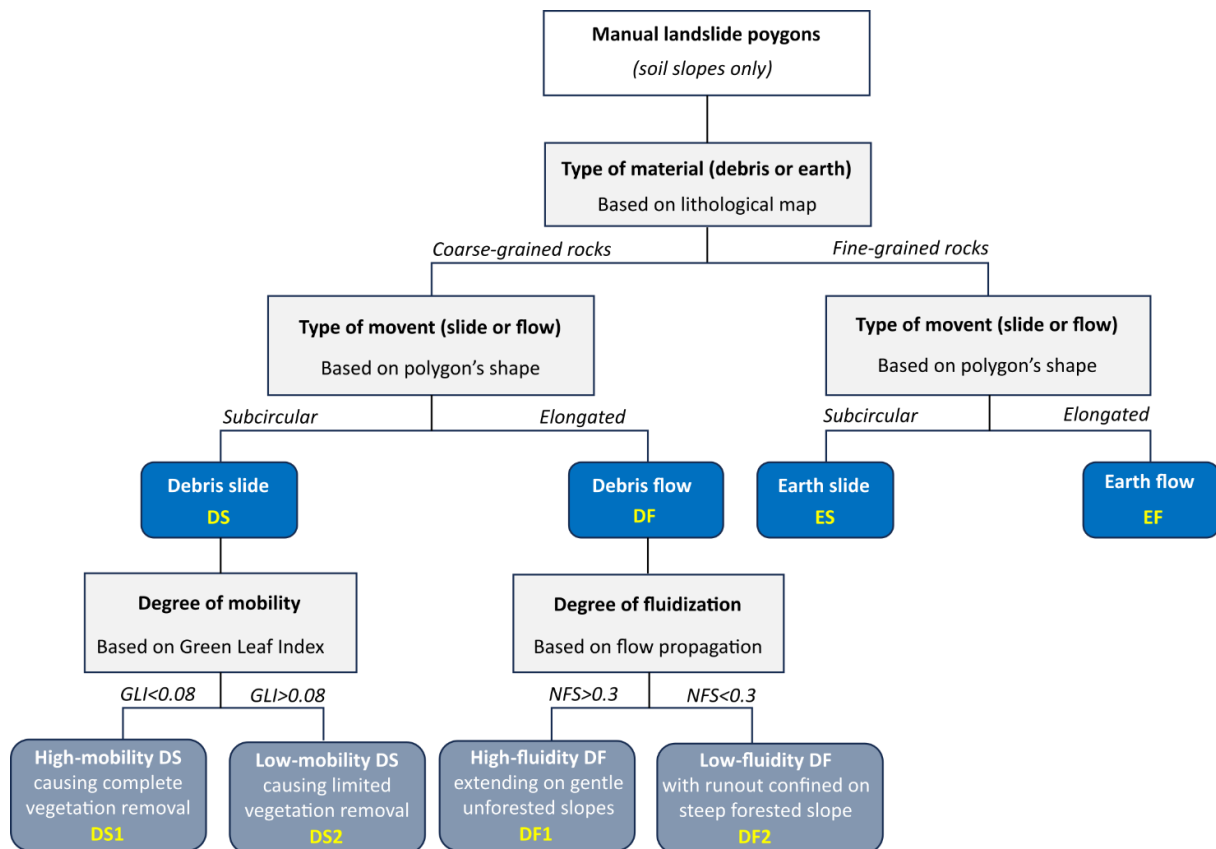 Manual landslide poygons
(soil slopes only)
Type of material (debris or earth)
Based on lithological map
Coarse-grained rocks
Fine-grained rocks
Type of movent (slide or flow)
Based on polygon’s shape
Type of movent (slide or flow)
Based on polygon’s shape
Subcircular
Elongated
Subcircular
Elongated
Debris slide
DS
Debris flow
DF
Earth slide
ES
Earth flow
EF
Degree of mobility
Based on Green Leaf Index
Degree of fluidization
Based on flow propagation
GLI<0.08
GLI>0.08
NFS>0.3
NFS<0.3
High-mobility DS
causing complete
vegetation removal
DS1
Low-mobility DS
causing limited
vegetation removal
DS2
High-fluidity DF
extending on gentle
unforested slopes
DF1
Low-fluidity DF
with runout confined on
steep forested slope
DF2